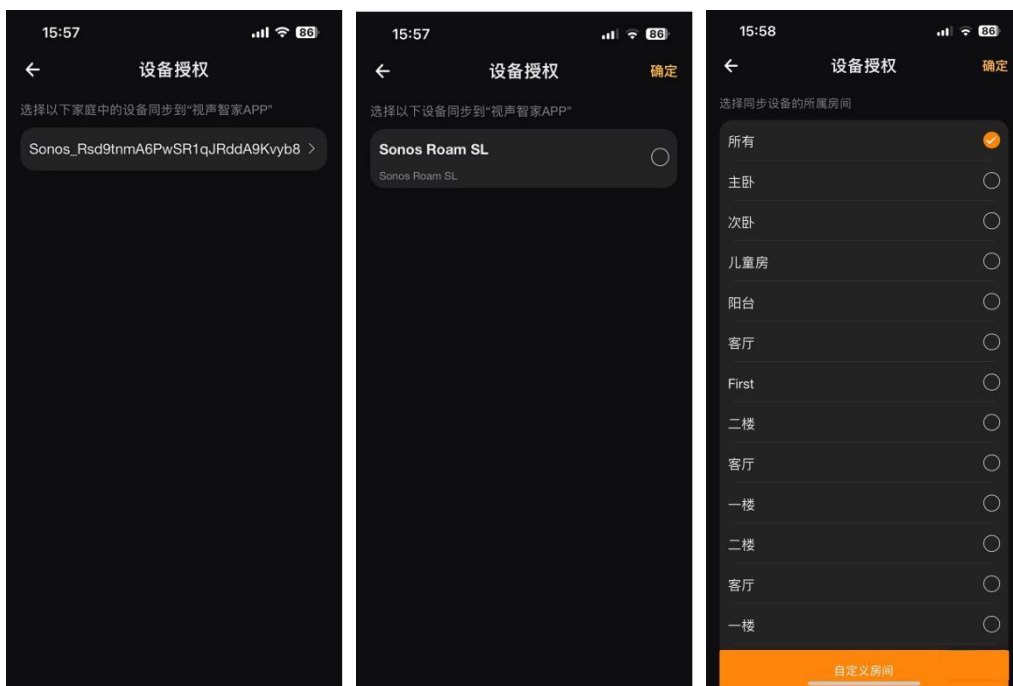 15:57
86
设备授权
选择以下家庭中的设备同步到“视声智家APP”
Sonos_Rsd9tnmA6PwSR1qJRddA9Kvyb8
15:57
86
设备授权
确定
选择以下设备同步到“视声智家APP”
Sonos Roam SL
Sonos Roam SL
15:58
86
设备授权
确定
选择同步设备的所属房间
所有
主卧
次卧
儿童房
阳台
客厅
First
二楼
客厅
一楼
二楼
客厅
一楼
自定义房间